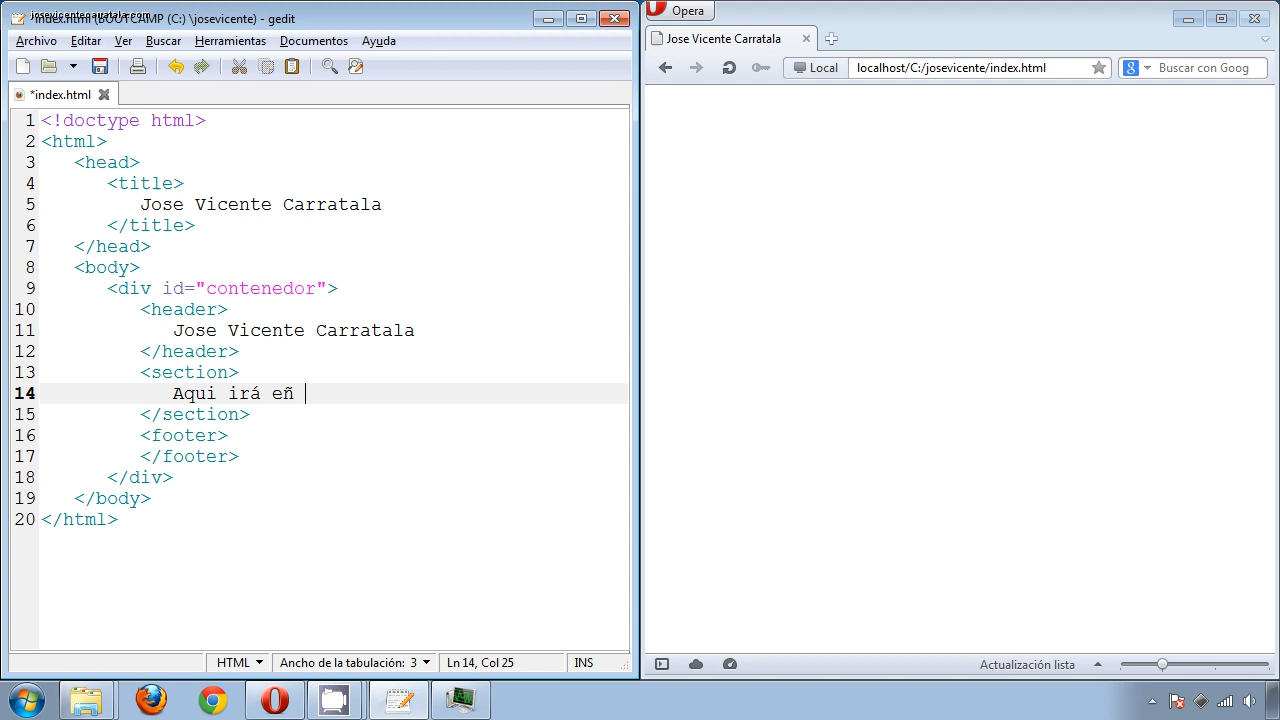 josevicentecarratala.com
*index.html (BOOTCAMP (C:) \josevicente) - gedit
Archivo Editar Ver Buscar Herramientas Documentos Ayuda
*index.html
1 <!doctype html>
2 <html>
3 <head>
4 <title>
5 Jose Vicente Carratala
6 </title>
7 </head>
8 <body>
9 <div id="contenedor">
10 <header>
11 Jose Vicente Carratala
12 </header>
13 <section>
14 Aqui irá eñ
15 </section>
16 <footer>
17 </footer>
18 </div>
19 </body>
20 </html>
HTML Ancho de la tabulación: 3 Ln 14, Col 25 INS
Opera
Jose Vicente Carratala
Local localhost/C:/josevicente/index.html 8 Buscar con Goog
Actualización lista